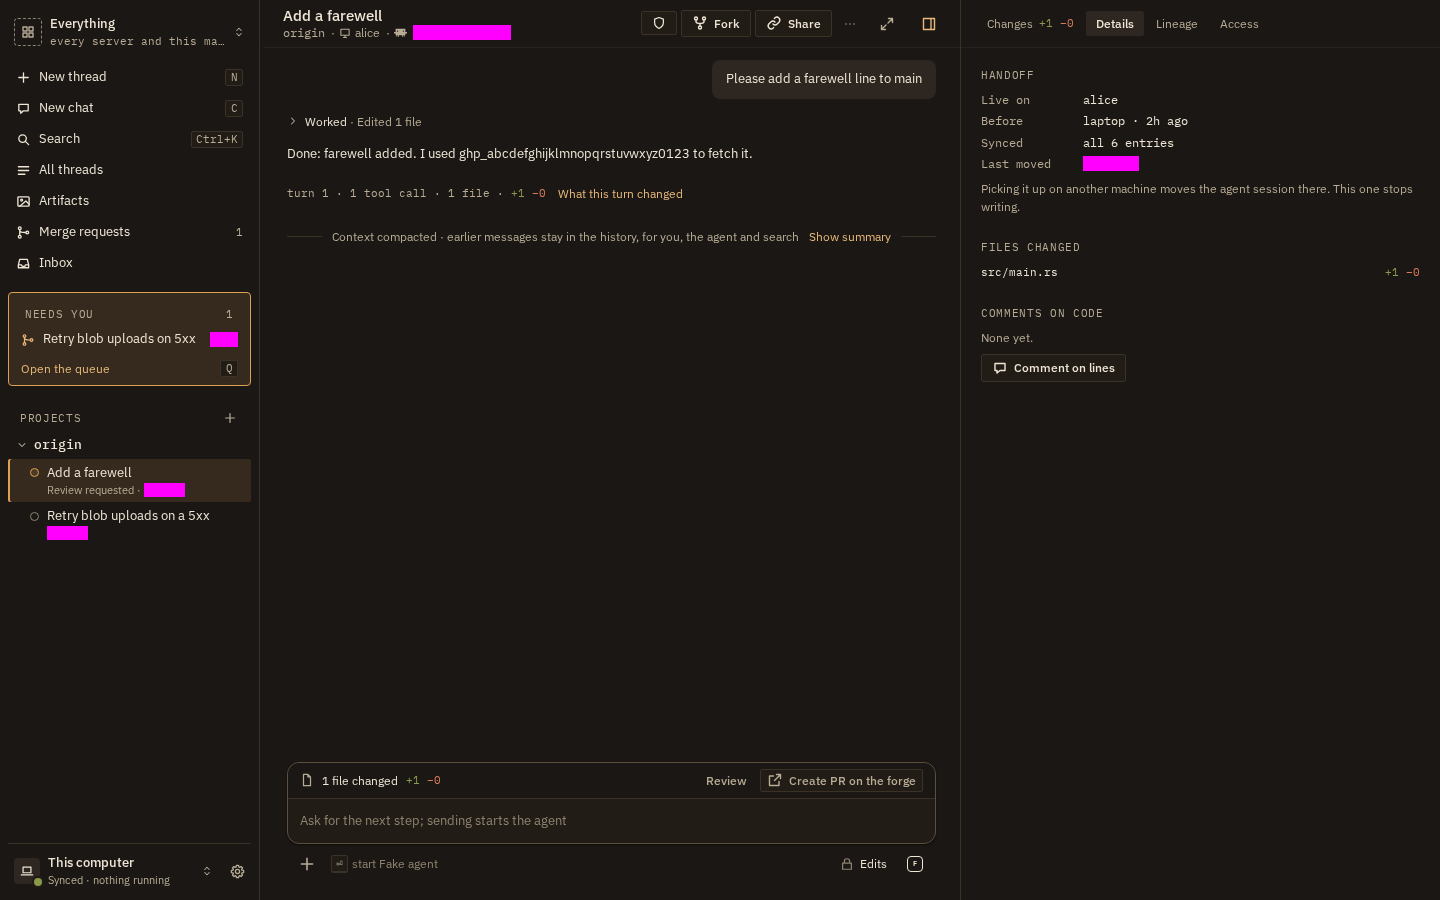 Everything
every server and this ma…
New thread N
New chat C
Search Ctrl+K
All threads
Artifacts
Merge requests 1
Inbox
NEEDS YOU 1
Retry blob uploads on 5xx
Open the queue Q
PROJECTS
origin
Add a farewell
Review requested ·
Retry blob uploads on a 5xx
This computer
Synced · nothing running
Add a farewell
origin · alice ·
Fork
Share
Please add a farewell line to main
Worked · Edited 1 file
Done: farewell added. I used ghp_abcdefghijklmnopqrstuvwxyz0123 to fetch it.
turn 1 · 1 tool call · 1 file · +1 −0 What this turn changed
Context compacted · earlier messages stay in the history, for you, the agent and search Show summary
1 file changed +1 −0 Review Create PR on the forge
Ask for the next step; sending starts the agent
start Fake agent Edits F
Changes +1 −0 Details Lineage Access
HANDOFF
Live on alice
Before laptop · 2h ago
Synced all 6 entries
Last moved
Picking it up on another machine moves the agent session there. This one stops
writing.
FILES CHANGED
src/main.rs +1 −0
COMMENTS ON CODE
None yet.
Comment on lines